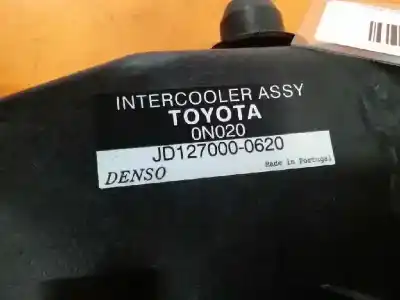 INTERCOOLER ASSY
TOYOTA
0N020
JD127000-0620
DENSO Made in Portugal